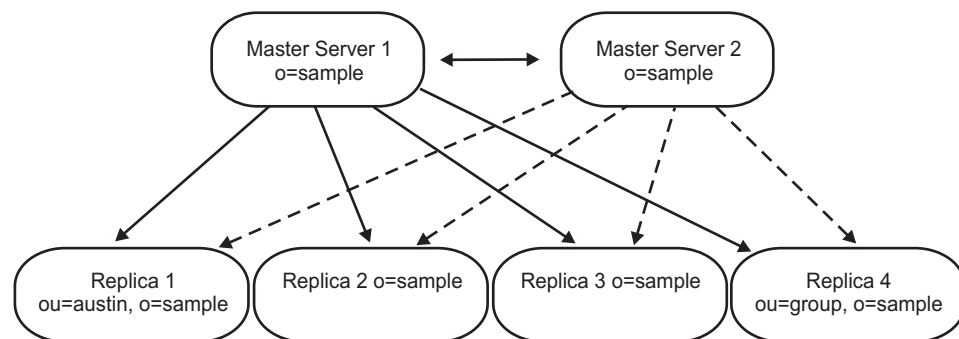 Master Server 1
o=sample
Master Server 2
o=sample
Replica 1
ou=austin, o=sample
Replica 2 o=sample
Replica 3 o=sample
Replica 4
ou=group, o=sample